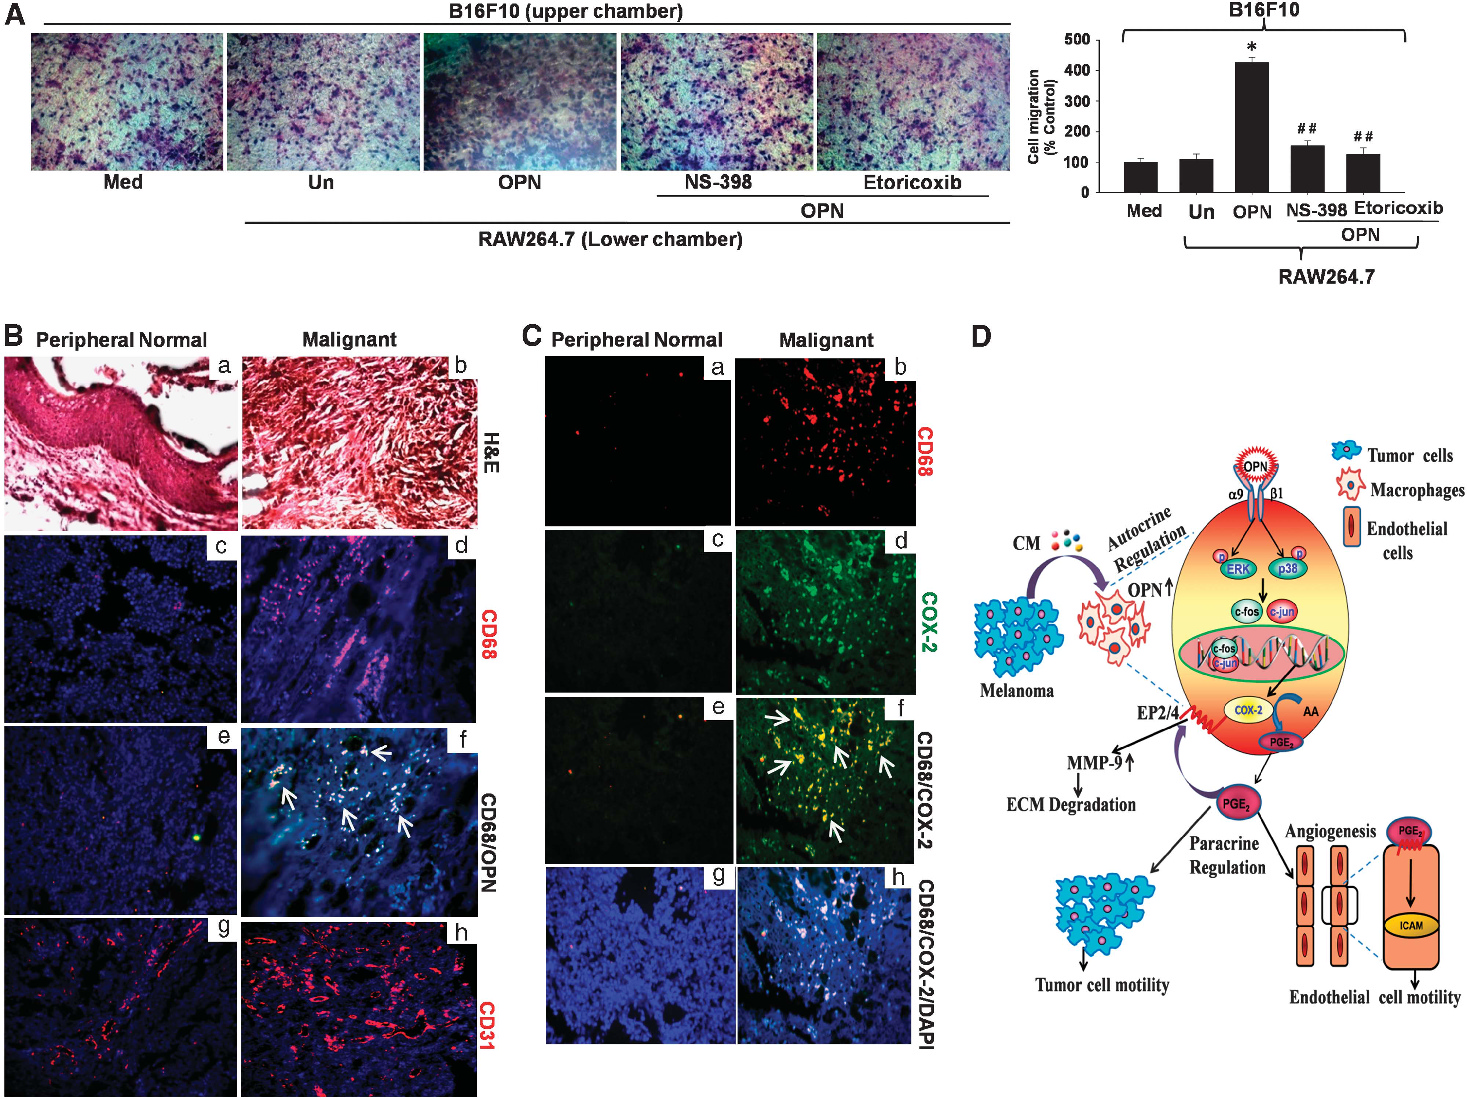 A
B16F10 (upper chamber)
Med
Un
OPN
NS-398
Etoricoxib
OPN
RAW264.7 (Lower chamber)
B16F10
Cell migration
(% Control)
500
400
300
200
100
0
*
##
##
Med
Un
OPN
NS-398
Etoricoxib
OPN
RAW264.7
B
Peripheral Normal
Malignant
a
b
H&E
c
d
CD68
e
f
CD68/OPN
g
h
CD31
C
Peripheral Normal
Malignant
a
b
CD68
c
d
COX-2
e
f
CD68/COX-2
g
h
CD68/COX-2/DAPI
D
OPN
α9
β1
Tumor cells
Macrophages
Endothelial
cells
CM
Autocrine
Regulation
OPN↑
Melanoma
p
ERK
p
p38
c-fos
c-jun
c-fos
c-jun
EP2/4
COX-2
AA
PGE2
MMP-9↑
ECM Degradation
PGE2
Paracrine
Regulation
Angiogenesis
PGE2
ICAM
Tumor cell motility
Endothelial cell motility